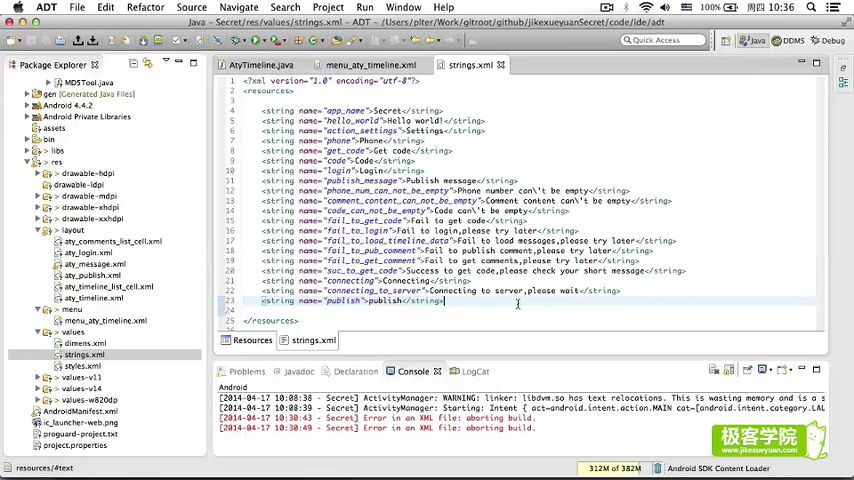 ADT File Edit Refactor Source Navigate Search Project Run Window Help 100% 周四 10:36
Java – Secret/res/values/strings.xml – ADT – /Users/plter/Work/gitroot/github/jikexueyuanSecret/code/ide/adt
Quick Access Java DDMS Debug
Package Explorer
MD5Tool.java
gen [Generated Java Files]
Android 4.4.2
Android Private Libraries
assets
bin
libs
res
drawable-hdpi
drawable-ldpi
drawable-mdpi
drawable-xhdpi
drawable-xxhdpi
layout
aty_comments_list_cell.xml
aty_login.xml
aty_message.xml
aty_publish.xml
aty_timeline_list_cell.xml
aty_timeline.xml
menu
menu_aty_timeline.xml
values
dimens.xml
strings.xml
styles.xml
values-v11
values-v14
values-w820dp
AndroidManifest.xml
ic_launcher-web.png
proguard-project.txt
project.properties
AtyTimeline.java menu_aty_timeline.xml strings.xml
1 <?xml version="1.0" encoding="utf-8"?>
2 <resources>
3
4 <string name="app_name">Secret</string>
5 <string name="hello_world">Hello world!</string>
6 <string name="action_settings">Settings</string>
7 <string name="phone">Phone</string>
8 <string name="get_code">Get code</string>
9 <string name="code">Code</string>
10 <string name="login">Login</string>
11 <string name="publish_message">Publish message</string>
12 <string name="phone_num_can_not_be_empty">Phone number can\'t be empty</string>
13 <string name="comment_content_can_not_be_empty">Comment content can\'t be empty</string>
14 <string name="code_can_not_be_empty">Code can\'t be empty</string>
15 <string name="fail_to_get_code">Fail to get code</string>
16 <string name="fail_to_login">Fail to login,please try later</string>
17 <string name="fail_to_load_timeline_data">Fail to load messages,please try later</string>
18 <string name="fail_to_pub_comment">Fail to publish comment,please try later</string>
19 <string name="fail_to_get_comment">Fail to get comments,please try later</string>
20 <string name="suc_to_get_code">Success to get code,please check your short message</string>
21 <string name="connecting">Connecting</string>
22 <string name="connecting_to_server">Connecting to server,please wait</string>
23 <string name="publish">publish</string>
24
25 </resources>
26
Resources strings.xml
Problems Javadoc Declaration Console LogCat
Android
[2014-04-17 10:08:38 - Secret] ActivityManager: WARNING: linker: libdvm.so has text relocations. This is wasting memory and is a s
[2014-04-17 10:08:39 - Secret] ActivityManager: Starting: Intent { act=android.intent.action.MAIN cat=[android.intent.category.LAU
[2014-04-17 10:30:43 - Secret] Error in an XML file: aborting build.
[2014-04-17 10:30:49 - Secret] Error in an XML file: aborting build.
极客学院
www.jikexueyuan.com
resources/#text 312M of 382M Android SDK Content Loader